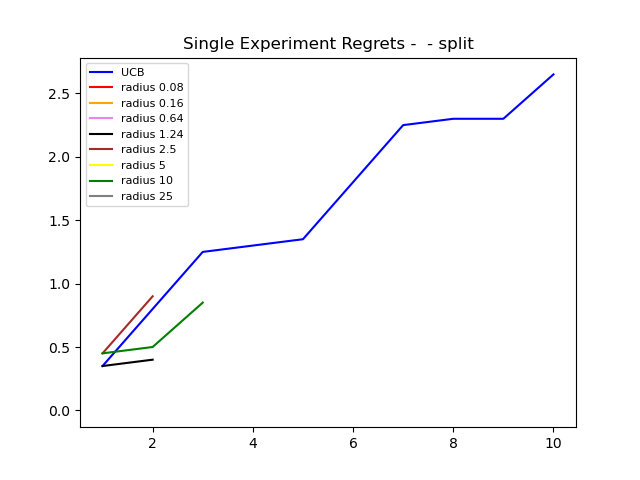 Single Experiment Regrets -  - split
UCB
radius 0.08
radius 0.16
radius 0.64
radius 1.24
radius 2.5
radius 5
radius 10
radius 25
2.5
2.0
1.5
1.0
0.5
0.0
2 4 6 8 10